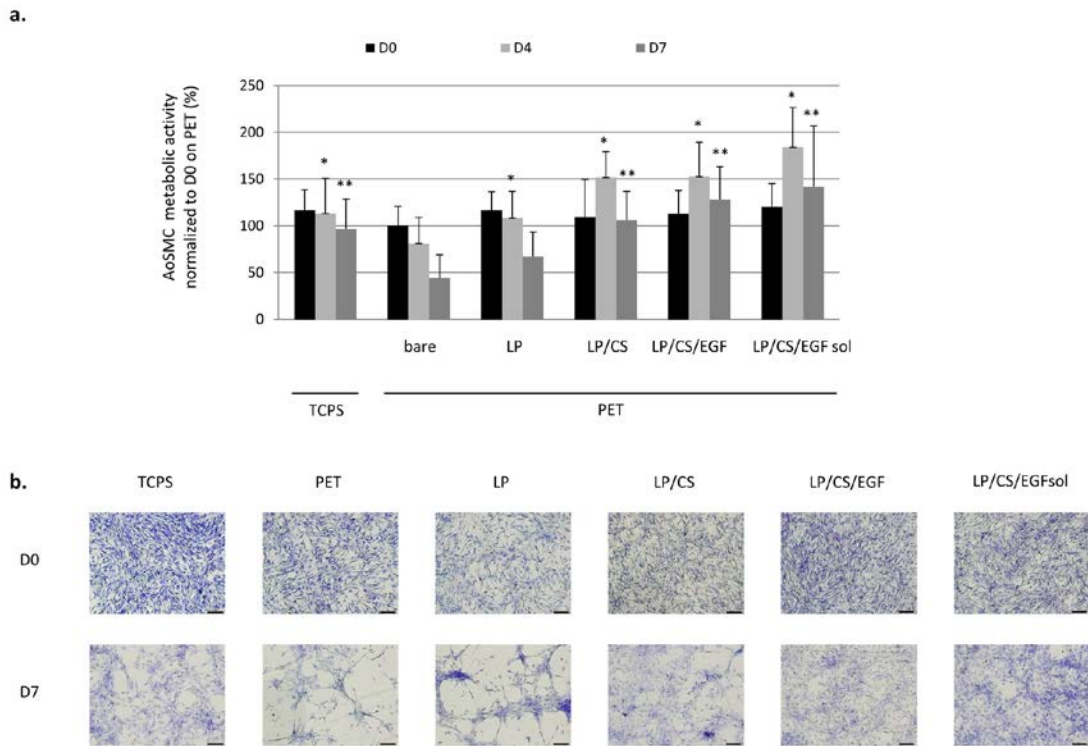 a.
D0 D4 D7
AoSMC metabolic activity
normalized to D0 on PET (%)
250
200
150
100
50
0
* ** * * ** * ** * **
bare LP LP/CS LP/CS/EGF LP/CS/EGF sol
TCPS PET
b.
TCPS PET LP LP/CS LP/CS/EGF LP/CS/EGFsol
D0
D7